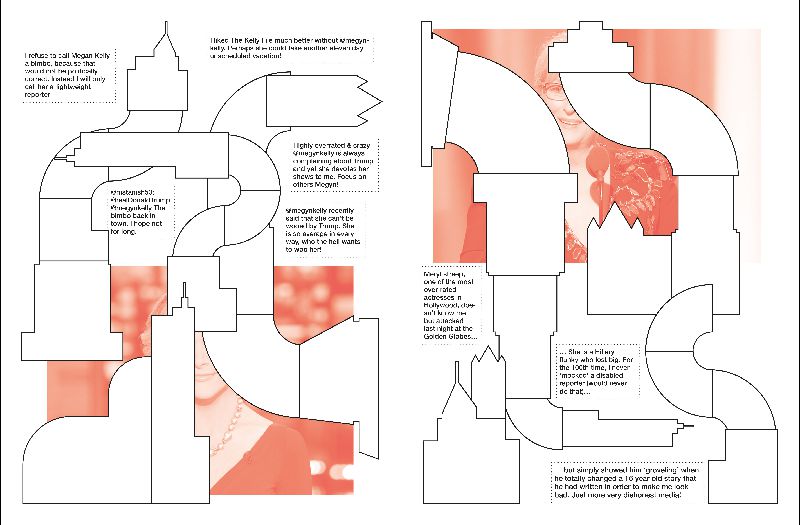 I refuse to call Megan Kelly
a bimbo, because that
would not be politically
correct. Instead I will only
call her a lightweight
reporter
I liked The Kelly File much better without @megyn-
kelly. Perhaps she could take another eleven day
unscheduled vacation!
Highly overrated & crazy
@megynkelly is always
complaining about Trump
and yet she devotes her
shows to me. Focus on
others Megyn!
@mstanish53:
@realDonaldTrump
@megynkelly The
bimbo back in
town. I hope not
for long.
@megynkelly recently
said that she can't be
wooed by Trump. She
is so average in every
way, who the hell wants
to woo her!
Meryl Streep,
one of the most
over-rated
actresses in
Hollywood, does-
n't know me
but attacked
last night at the
Golden Globes...
... She is a Hillary
flunky who lost big. For
the 100th time, I never
"mocked" a disabled
reporter (would never
do that)...
but simply showed him "groveling" when
he totally changed a 16 year old story that
he had written in order to make me look
bad. Just more very dishonest media!